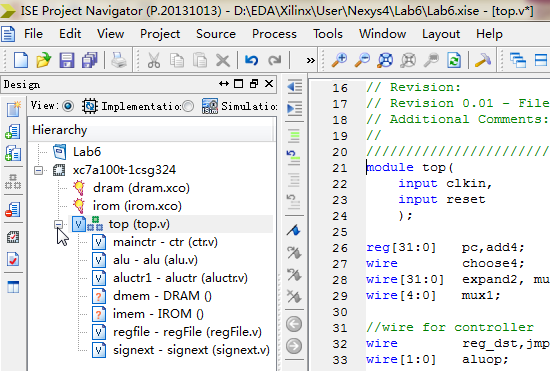 ISE Project Navigator (P.20131013) - D:\EDA\Xilinx\User\Nexys4\Lab6\Lab6.xise - [top.v*]
File Edit View Project Source Process Tools Window Layout Help
Design
View: Implementatio Simulatio
Hierarchy
Lab6
xc7a100t-1csg324
dram (dram.xco)
irom (irom.xco)
top (top.v)
mainctr - ctr (ctr.v)
alu - alu (alu.v)
aluctr1 - aluctr (aluctr.v)
dmem - DRAM ()
imem - IROM ()
regfile - regFile (regFile.v)
signext - signext (signext.v)
16 // Revision:
17 // Revision 0.01 - File
18 // Additional Comments:
19 //
20 ////////////////////////
21 module top(
22 input clkin,
23 input reset
24 );
25
26 reg[31:0] pc,add4;
27 wire choose4;
28 wire[31:0] expand2, mu
29 wire[4:0] mux1;
30
31 //wire for controller
32 wire reg_dst,jmp
33 wire[1:0] aluop;